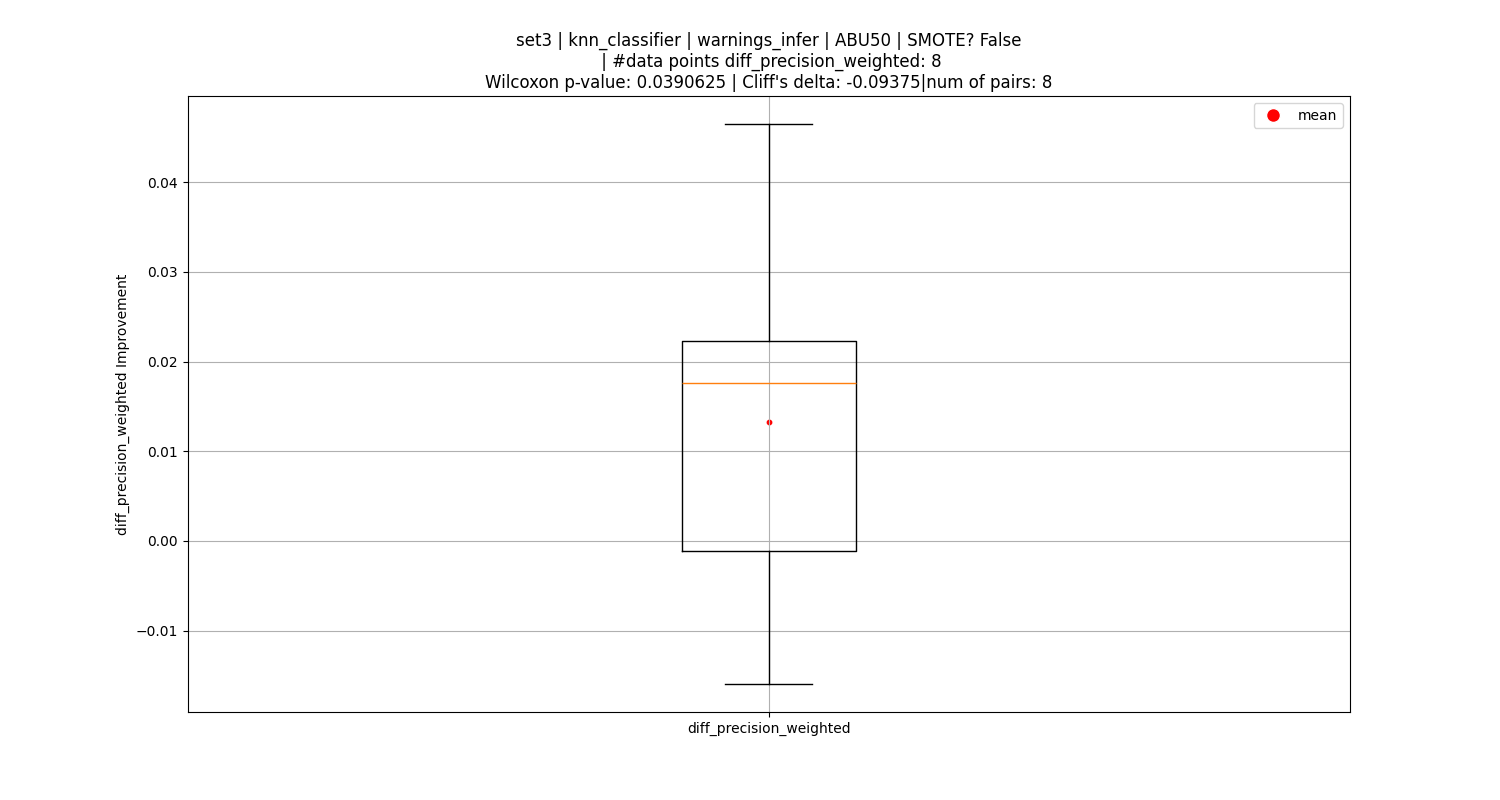 set3 | knn_classifier | warnings_infer | ABU50 | SMOTE? False
| #data points diff_precision_weighted: 8
Wilcoxon p-value: 0.0390625 | Cliff's delta: -0.09375|num of pairs: 8
mean
0.04
0.03
0.02
0.01
0.00
−0.01
diff_precision_weighted Improvement
diff_precision_weighted